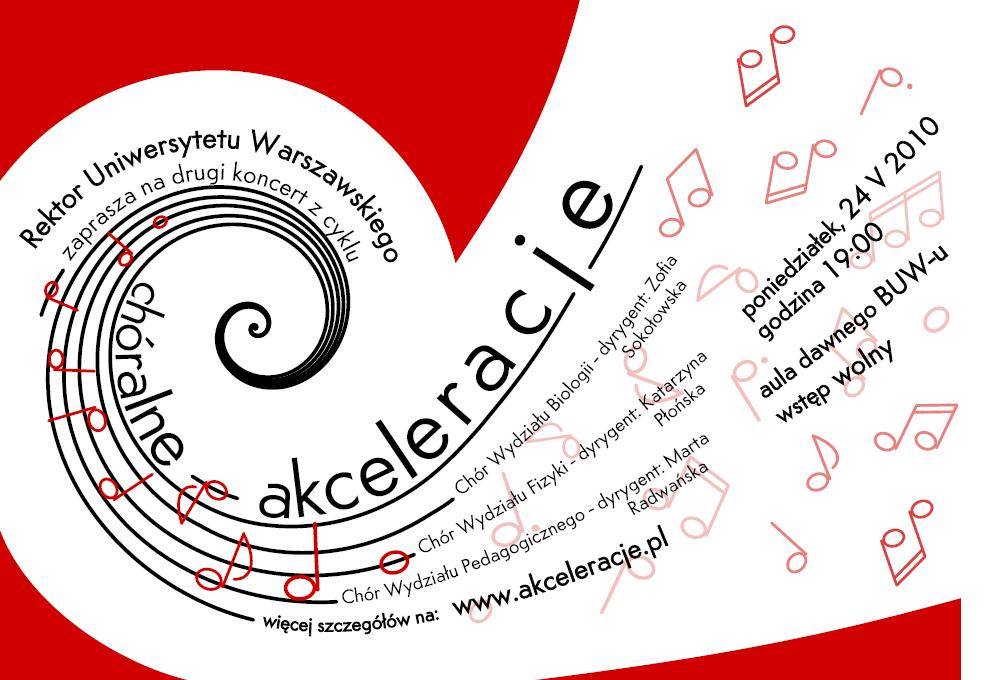 Rektor Uniwersytetu Warszawskiego
zaprasza na drugi koncert z cyklu
chóralne
akceleracje
Chór Wydziału Biologii - dyrygent: Zofia
Sokołowska
Chór Wydziału Fizyki - dyrygent: Katarzyna
Płońska
Chór Wydziału Pedagogicznego - dyrygent: Marta
Radwańska
więcej szczegółów na: www.akceleracje.pl
poniedziałek, 24 V 2010
godzina 19:00
aula dawnego BUW-u
wstęp wolny